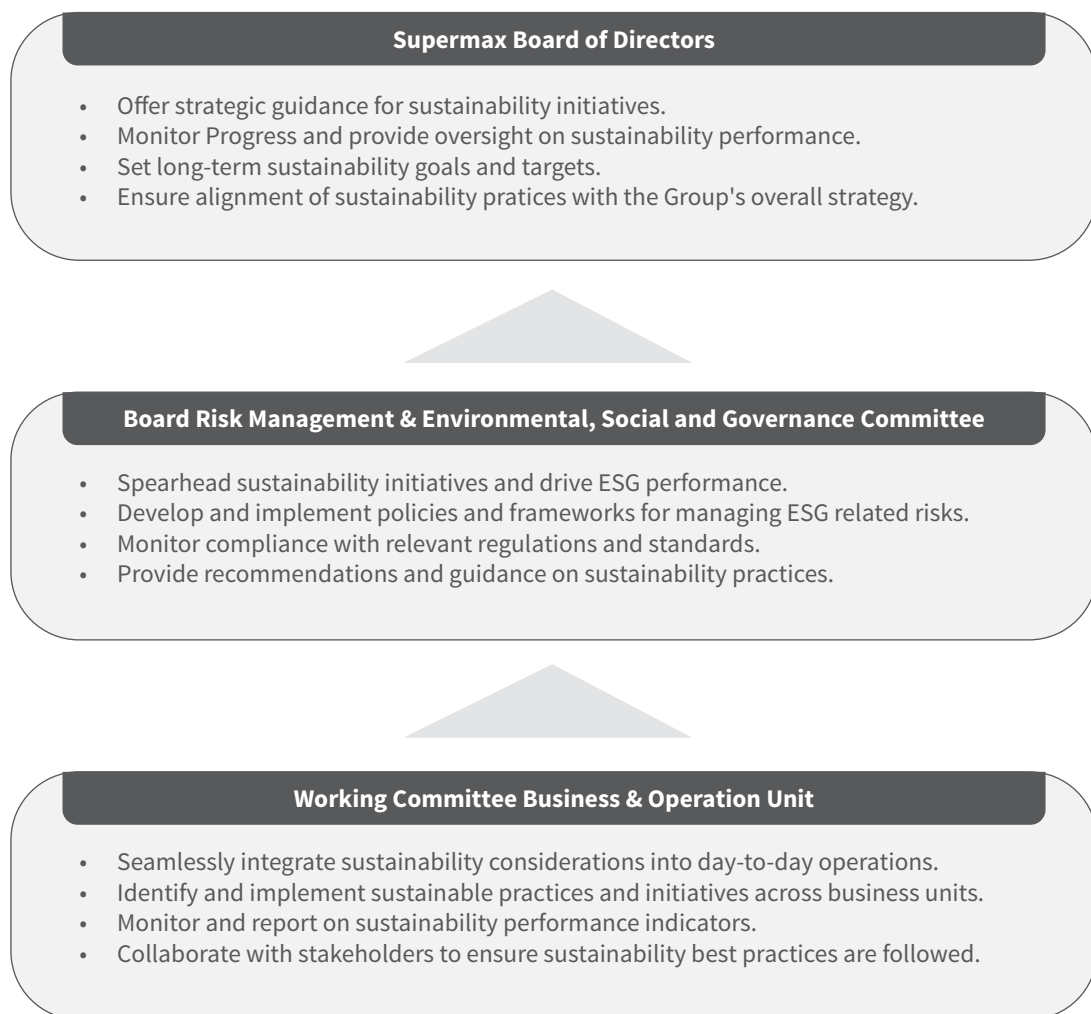 Supermax Board of Directors
• Offer strategic guidance for sustainability initiatives.
• Monitor Progress and provide oversight on sustainability performance.
• Set long-term sustainability goals and targets.
• Ensure alignment of sustainability pratices with the Group's overall strategy.
Board Risk Management & Environmental, Social and Governance Committee
• Spearhead sustainability initiatives and drive ESG performance.
• Develop and implement policies and frameworks for managing ESG related risks.
• Monitor compliance with relevant regulations and standards.
• Provide recommendations and guidance on sustainability practices.
Working Committee Business & Operation Unit
• Seamlessly integrate sustainability considerations into day-to-day operations.
• Identify and implement sustainable practices and initiatives across business units.
• Monitor and report on sustainability performance indicators.
• Collaborate with stakeholders to ensure sustainability best practices are followed.